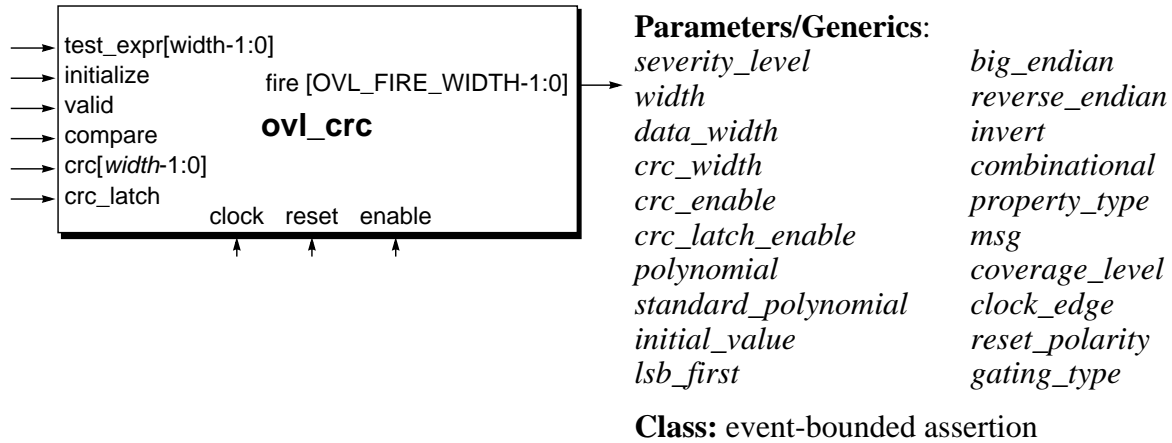 test_expr[width-1:0]
initialize
fire [OVL_FIRE_WIDTH-1:0]
valid
compare
ovl_crc
crc[width-1:0]
crc_latch
clock reset enable
Parameters/Generics:
severity_level big_endian
width reverse_endian
data_width invert
crc_width combinational
crc_enable property_type
crc_latch_enable msg
polynomial coverage_level
standard_polynomial clock_edge
initial_value reset_polarity
lsb_first gating_type
Class: event-bounded assertion